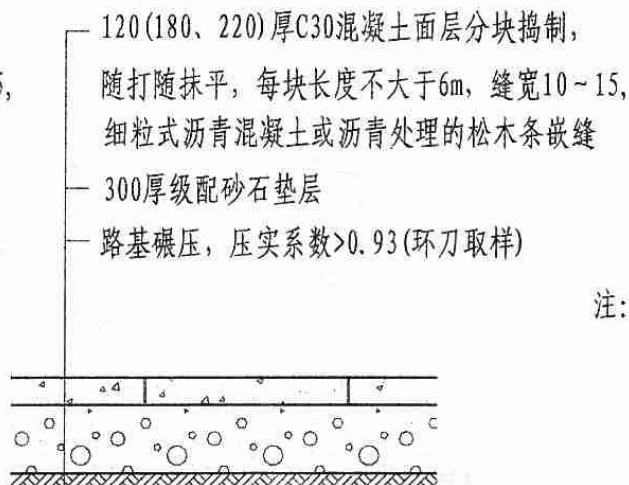 120(180、220)厚C30混凝土面层分块捣制,
随打随抹平, 每块长度不大于6m, 缝宽10~15,
细粒式沥青混凝土或沥青处理的松木条嵌缝
300厚级配砂石垫层
路基碾压, 压实系数>0.93(环刀取样)
注: